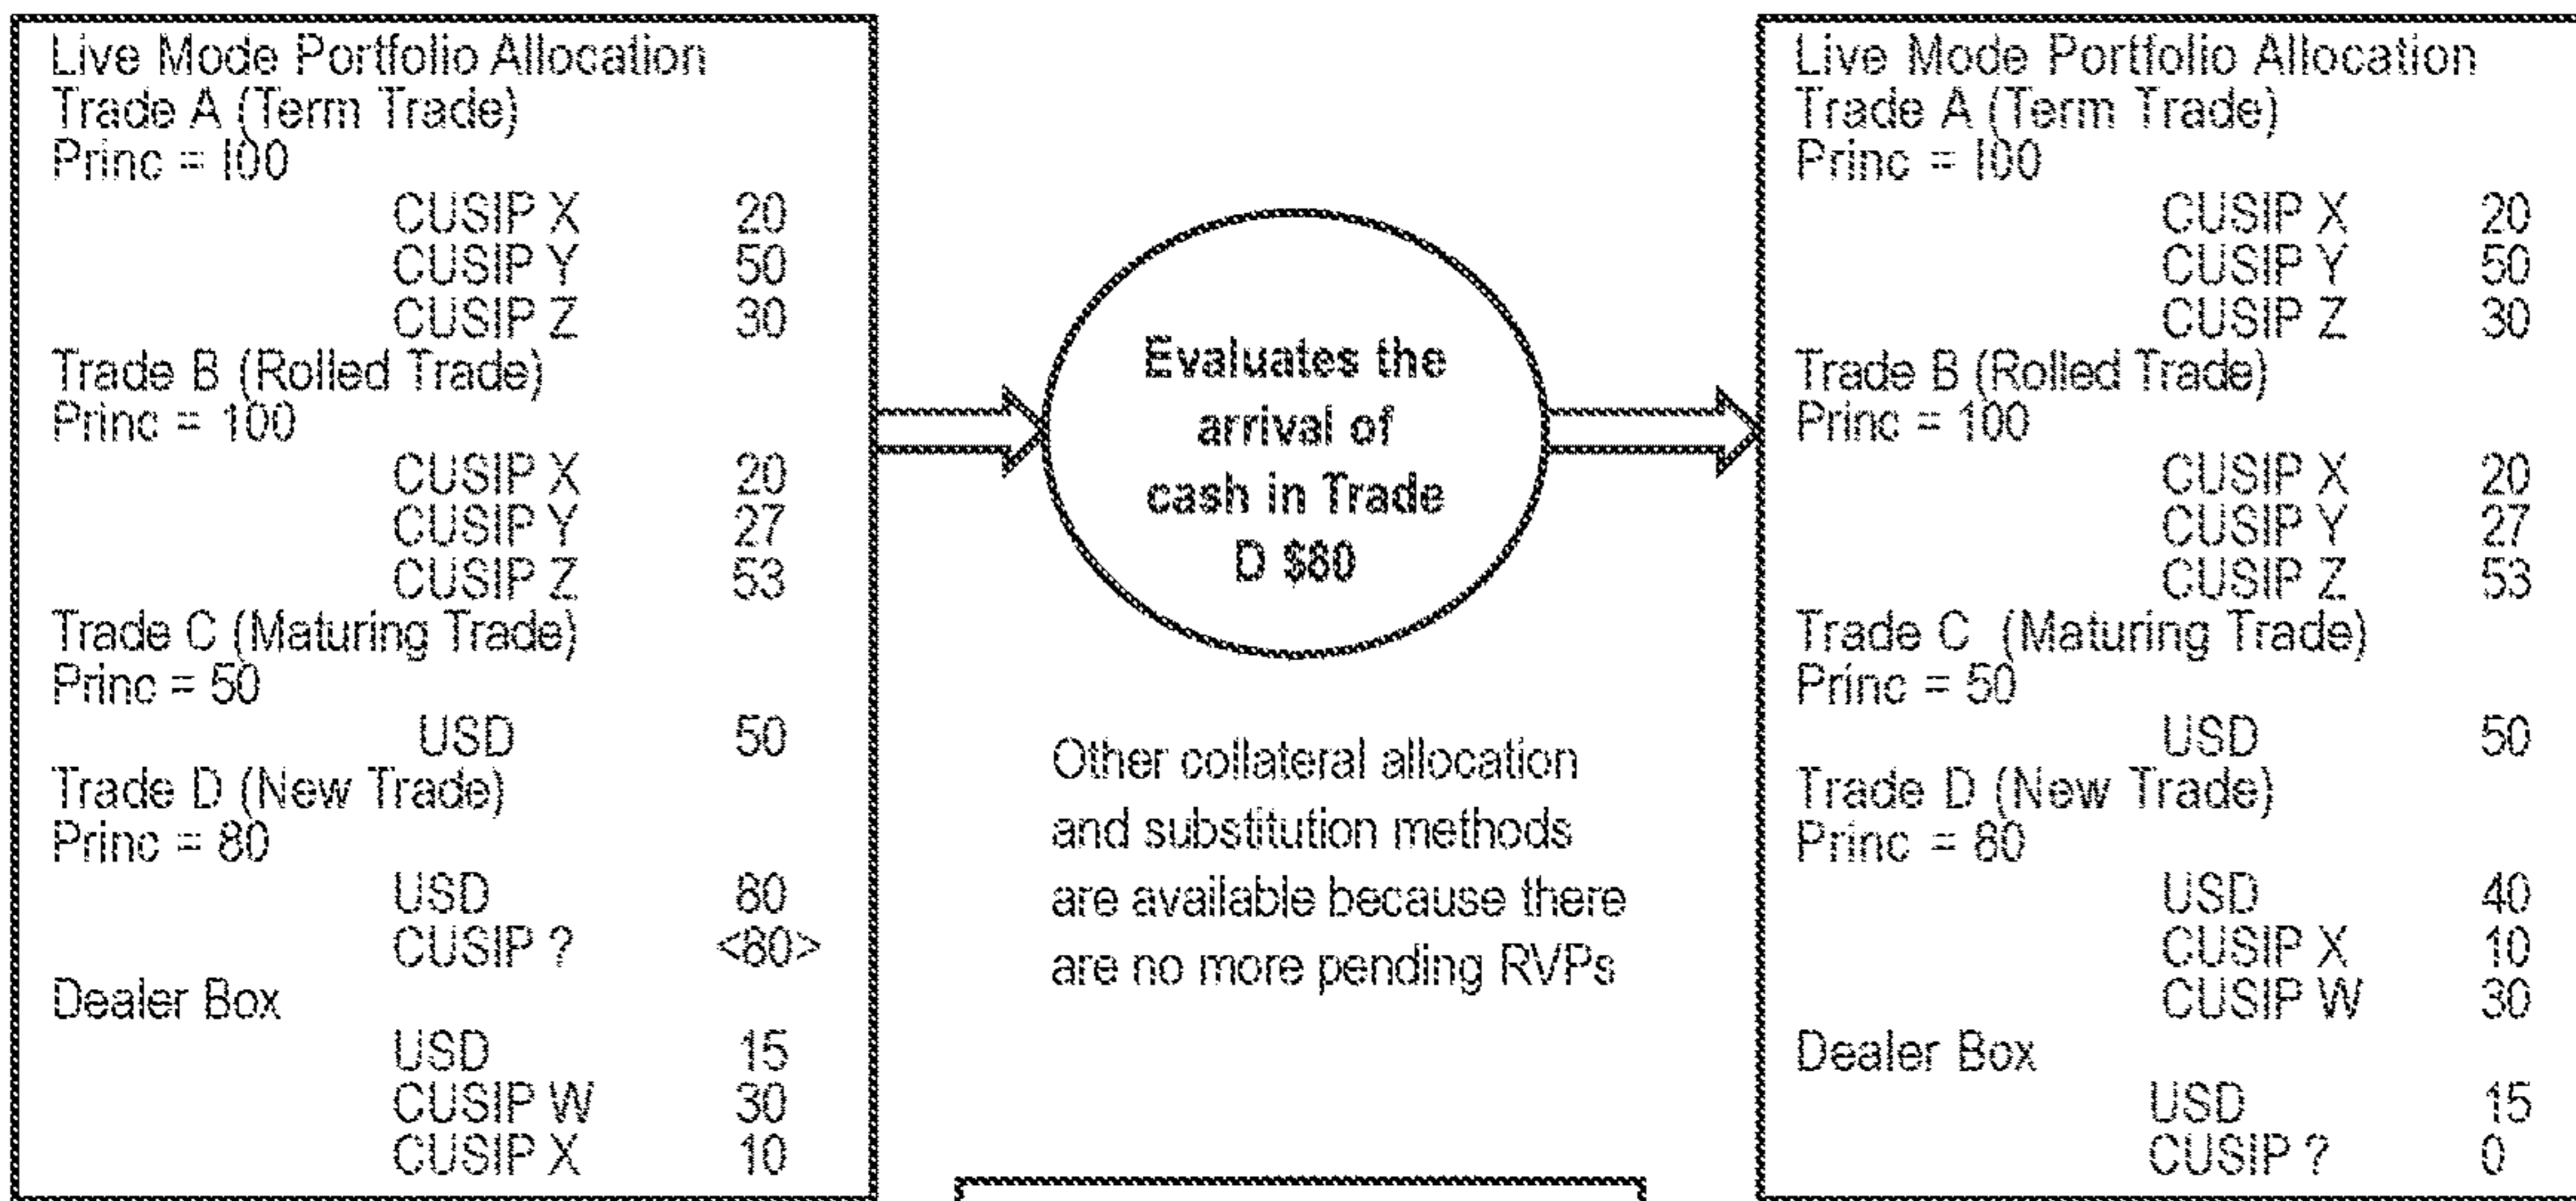 Live Mode Portfolio Allocation
Trade A (Term Trade)
Princ = I00
CUSIP X 20
CUSIP Y 50
CUSIP Z 30
Trade B (Rolled Trade)
Princ = 100
CUSIP X 20
CUSIP Y 27
CUSIP Z 53
Trade C (Maturing Trade)
Princ = 50
USD 50
Trade D (New Trade)
Princ = 80
USD 80
CUSIP ? <80>
Dealer Box
USD 15
CUSIP W 30
CUSIP X 10
Evaluates the
arrival of
cash in Trade
D $80
Other collateral allocation
and substitution methods
are available because there
are no more pending RVPs
Live Mode Portfolio Allocation
Trade A (Term Trade)
Princ = I00
CUSIP X 20
CUSIP Y 50
CUSIP Z 30
Trade B (Rolled Trade)
Princ = 100
CUSIP X 20
CUSIP Y 27
CUSIP Z 53
Trade C (Maturing Trade)
Princ = 50
USD 50
Trade D (New Trade)
Princ = 80
USD 40
CUSIP X 10
CUSIP W 30
Dealer Box
USD 15
CUSIP ? 0